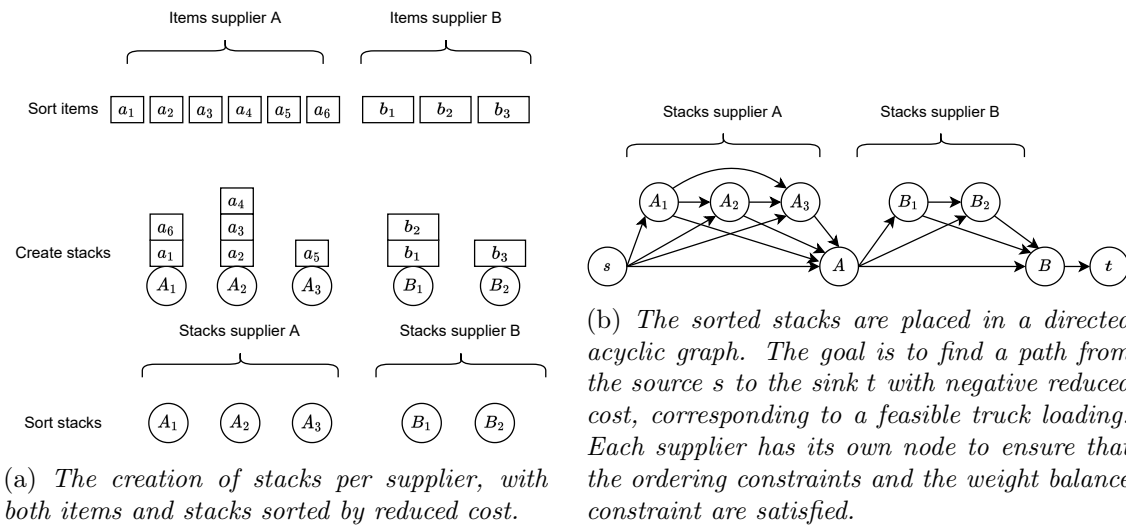 Items supplier A
Items supplier B
Sort items
a1 a2 a3 a4 a5 a6
b1 b2 b3
Create stacks
a4
a6 a3 b2
a1 a2 a5 b1 b3
A1 A2 A3 B1 B2
Stacks supplier A
Stacks supplier B
Sort stacks
A1 A2 A3 B1 B2
(a) The creation of stacks per supplier, with
both items and stacks sorted by reduced cost.
Stacks supplier A
Stacks supplier B
A1 A2 A3 B1 B2
s A B t
(b) The sorted stacks are placed in a directed
acyclic graph. The goal is to find a path from
the source s to the sink t with negative reduced
cost, corresponding to a feasible truck loading.
Each supplier has its own node to ensure that
the ordering constraints and the weight balance
constraint are satisfied.